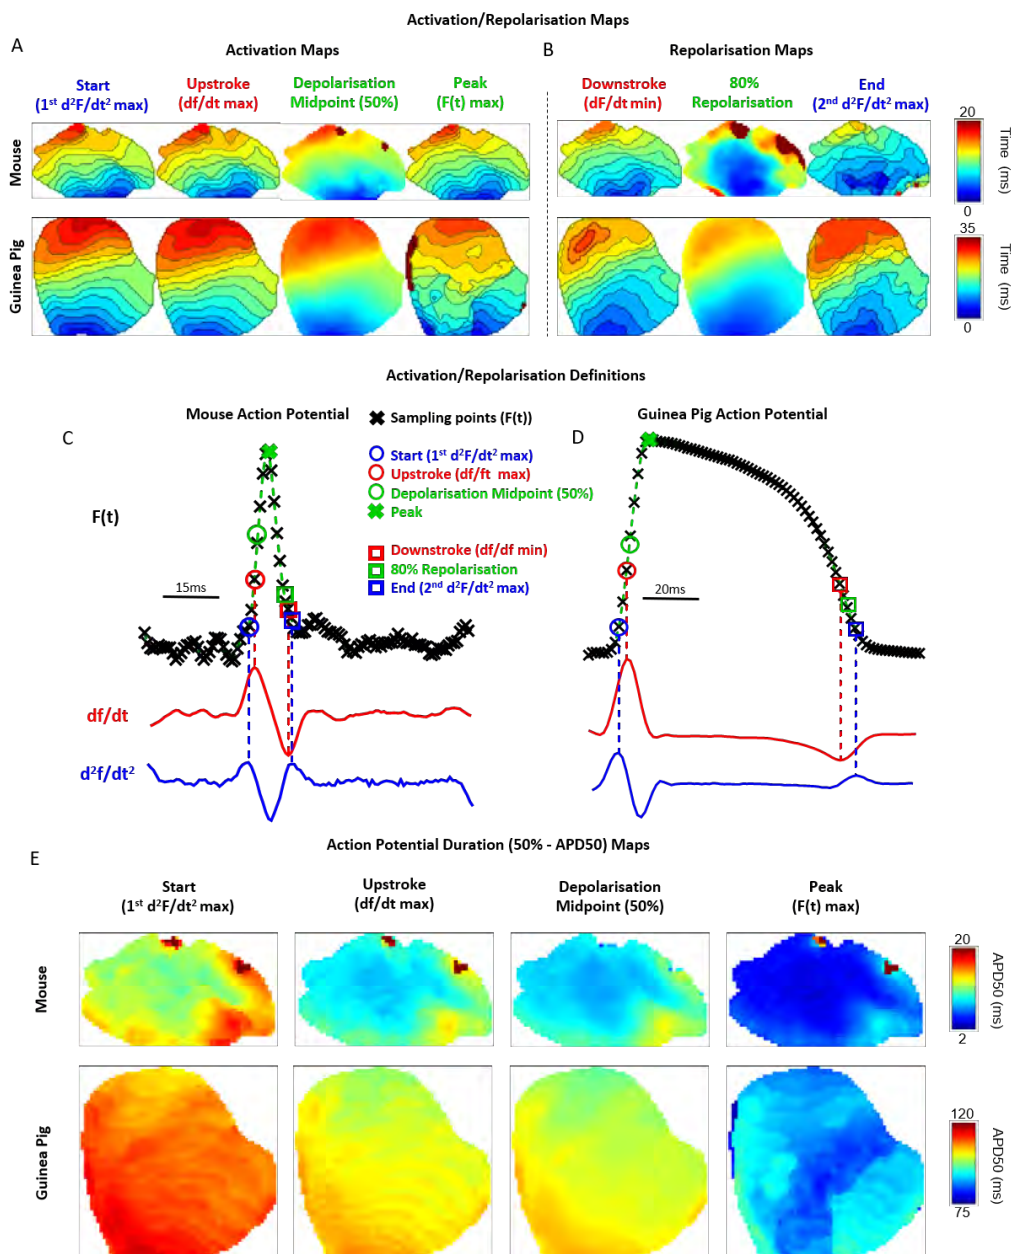 Activation/Repolarisation Maps
A
Activation Maps
B
Repolarisation Maps
Start
(1st d²F/dt² max)
Upstroke
(df/dt max)
Depolarisation
Midpoint (50%)
Peak
(F(t) max)
Downstroke
(dF/dt min)
80%
Repolarisation
End
(2nd d²F/dt² max)
Mouse
20
Time (ms)
0
Guinea Pig
35
Time (ms)
0
Activation/Repolarisation Definitions
Mouse Action Potential
Guinea Pig Action Potential
C
D
Sampling points (F(t))
Start (1st d²F/dt² max)
Upstroke (df/ft max)
Depolarisation Midpoint (50%)
Peak
Downstroke (df/df min)
80% Repolarisation
End (2nd d²F/dt² max)
F(t)
15ms
20ms
df/dt
d²f/dt²
E
Action Potential Duration (50% - APD50) Maps
Start
(1st d²F/dt² max)
Upstroke
(df/dt max)
Depolarisation
Midpoint (50%)
Peak
(F(t) max)
Mouse
20
APD50 (ms)
2
Guinea Pig
120
APD50 (ms)
75